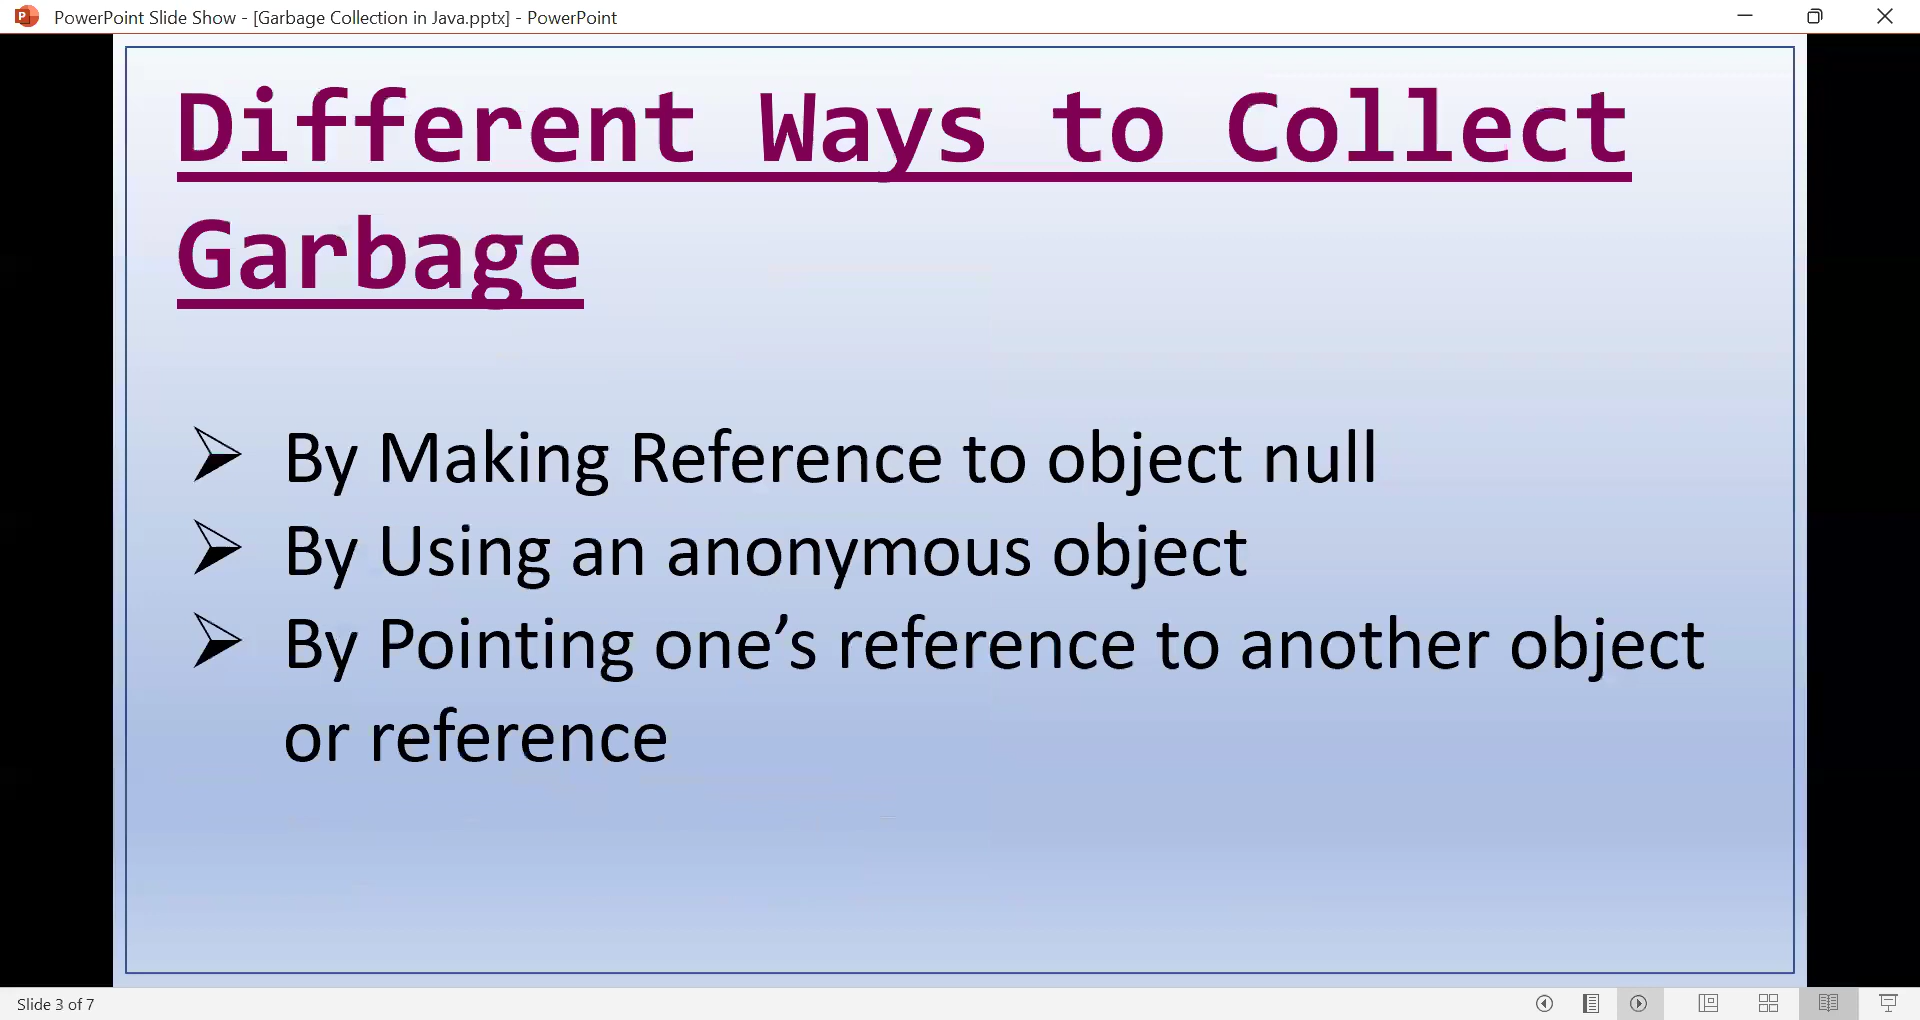 PowerPoint Slide Show - [Garbage Collection in Java.pptx] - PowerPoint
Different Ways to Collect
Garbage
➢ By Making Reference to object null
➢ By Using an anonymous object
➢ By Pointing one’s reference to another object
or reference
Slide 3 of 7